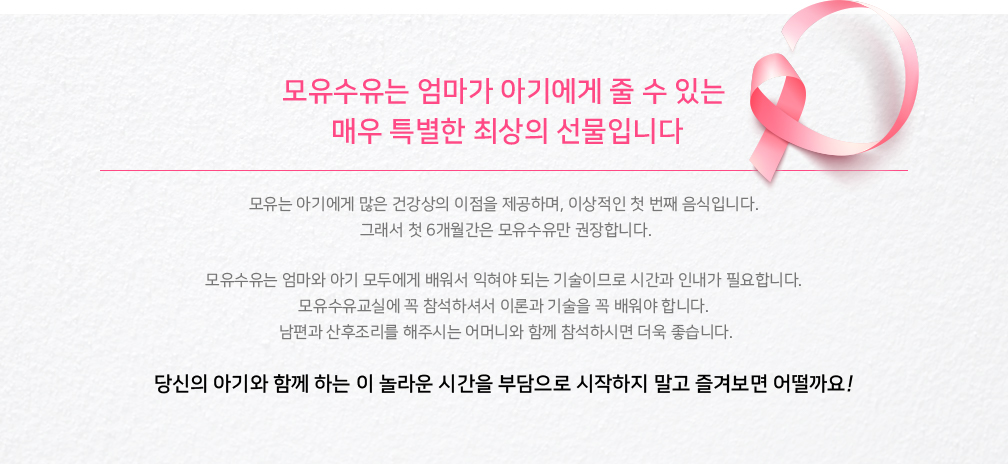 모유수유는 엄마가 아기에게 줄 수 있는
매우 특별한 최상의 선물입니다
모유는 아기에게 많은 건강상의 이점을 제공하며, 이상적인 첫 번째 음식입니다.
그래서 첫 6개월간은 모유수유만 권장합니다.
모유수유는 엄마와 아기 모두에게 배워서 익혀야 되는 기술이므로 시간과 인내가 필요합니다.
모유수유교실에 꼭 참석하셔서 이론과 기술을 꼭 배워야 합니다.
남편과 산후조리를 해주시는 어머니와 함께 참석하시면 더욱 좋습니다.
당신의 아기와 함께 하는 이 놀라운 시간을 부담으로 시작하지 말고 즐겨보면 어떨까요!